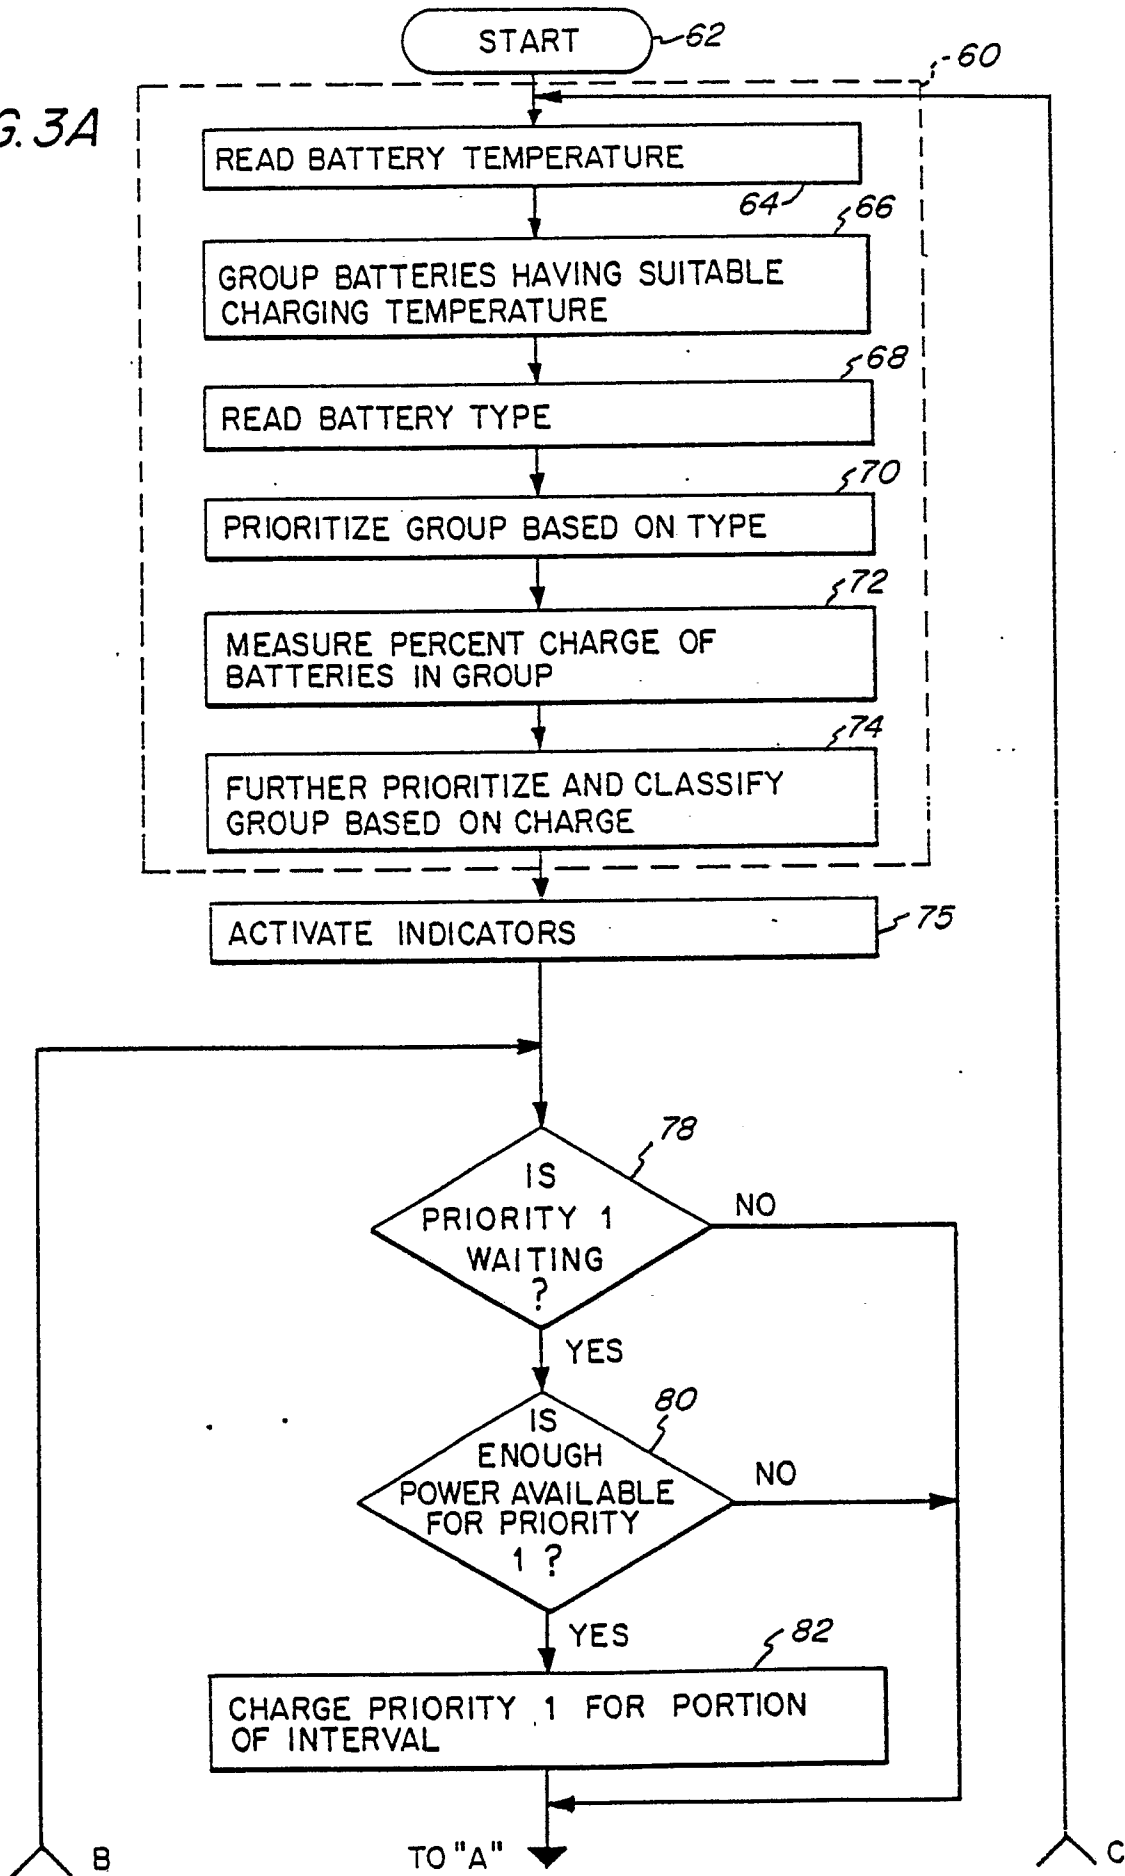 START
62
60
G. 3A
READ BATTERY TEMPERATURE
64
66
GROUP BATTERIES HAVING SUITABLE
CHARGING TEMPERATURE
68
READ BATTERY TYPE
70
PRIORITIZE GROUP BASED ON TYPE
72
MEASURE PERCENT CHARGE OF
BATTERIES IN GROUP
74
FURTHER PRIORITIZE AND CLASSIFY
GROUP BASED ON CHARGE
ACTIVATE INDICATORS
75
78
IS
PRIORITY 1
WAITING
?
NO
YES
80
IS
ENOUGH
POWER AVAILABLE
FOR PRIORITY
1 ?
NO
YES
82
CHARGE PRIORITY 1 FOR PORTION
OF INTERVAL
B
TO "A"
C